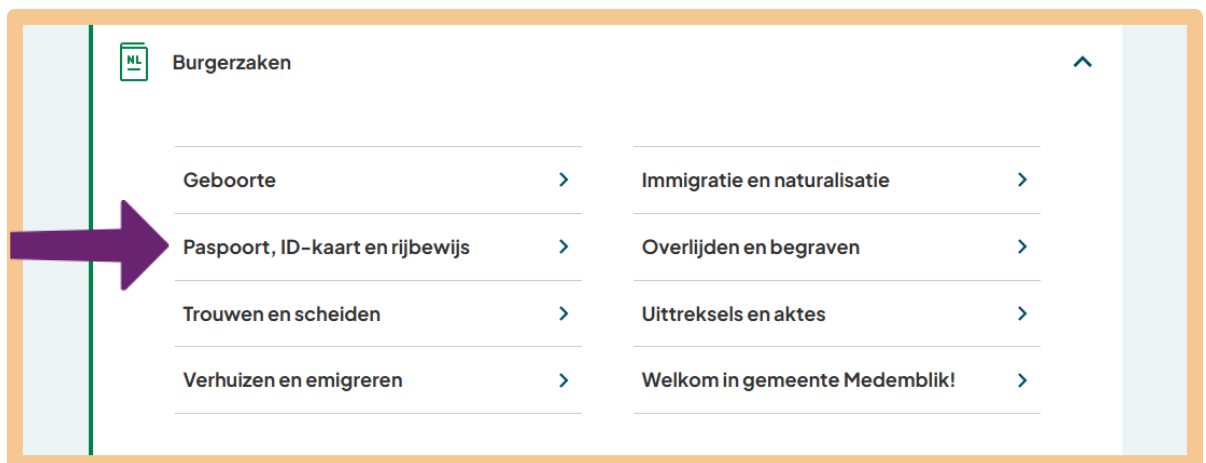 NL
Burgerzaken
Geboorte
Immigratie en naturalisatie
Paspoort, ID-kaart en rijbewijs
Overlijden en begraven
Trouwen en scheiden
Uittreksels en aktes
Verhuizen en emigreren
Welkom in gemeente Medemblik!